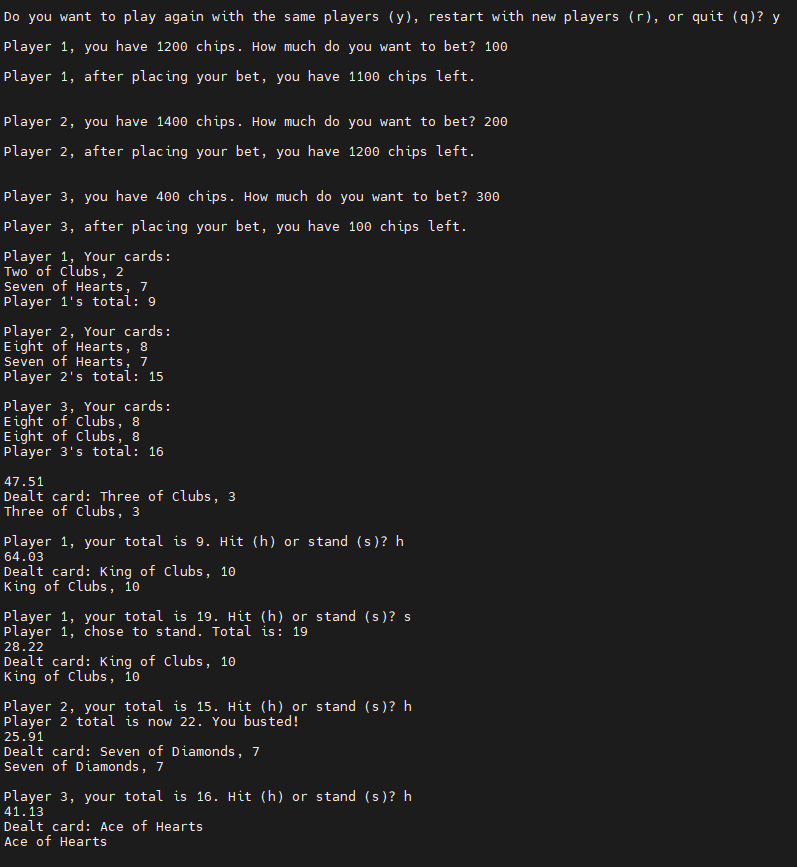 Do you want to play again with the same players (y), restart with new players (r), or quit (q)? y
Player 1, you have 1200 chips. How much do you want to bet? 100
Player 1, after placing your bet, you have 1100 chips left.
Player 2, you have 1400 chips. How much do you want to bet? 200
Player 2, after placing your bet, you have 1200 chips left.
Player 3, you have 400 chips. How much do you want to bet? 300
Player 3, after placing your bet, you have 100 chips left.
Player 1, Your cards:
Two of Clubs, 2
Seven of Hearts, 7
Player 1's total: 9
Player 2, Your cards:
Eight of Hearts, 8
Seven of Hearts, 7
Player 2's total: 15
Player 3, Your cards:
Eight of Clubs, 8
Eight of Clubs, 8
Player 3's total: 16
47.51
Dealt card: Three of Clubs, 3
Three of Clubs, 3
Player 1, your total is 9. Hit (h) or stand (s)? h
64.03
Dealt card: King of Clubs, 10
King of Clubs, 10
Player 1, your total is 19. Hit (h) or stand (s)? s
Player 1, chose to stand. Total is: 19
28.22
Dealt card: King of Clubs, 10
King of Clubs, 10
Player 2, your total is 15. Hit (h) or stand (s)? h
Player 2 total is now 22. You busted!
25.91
Dealt card: Seven of Diamonds, 7
Seven of Diamonds, 7
Player 3, your total is 16. Hit (h) or stand (s)? h
41.13
Dealt card: Ace of Hearts
Ace of Hearts